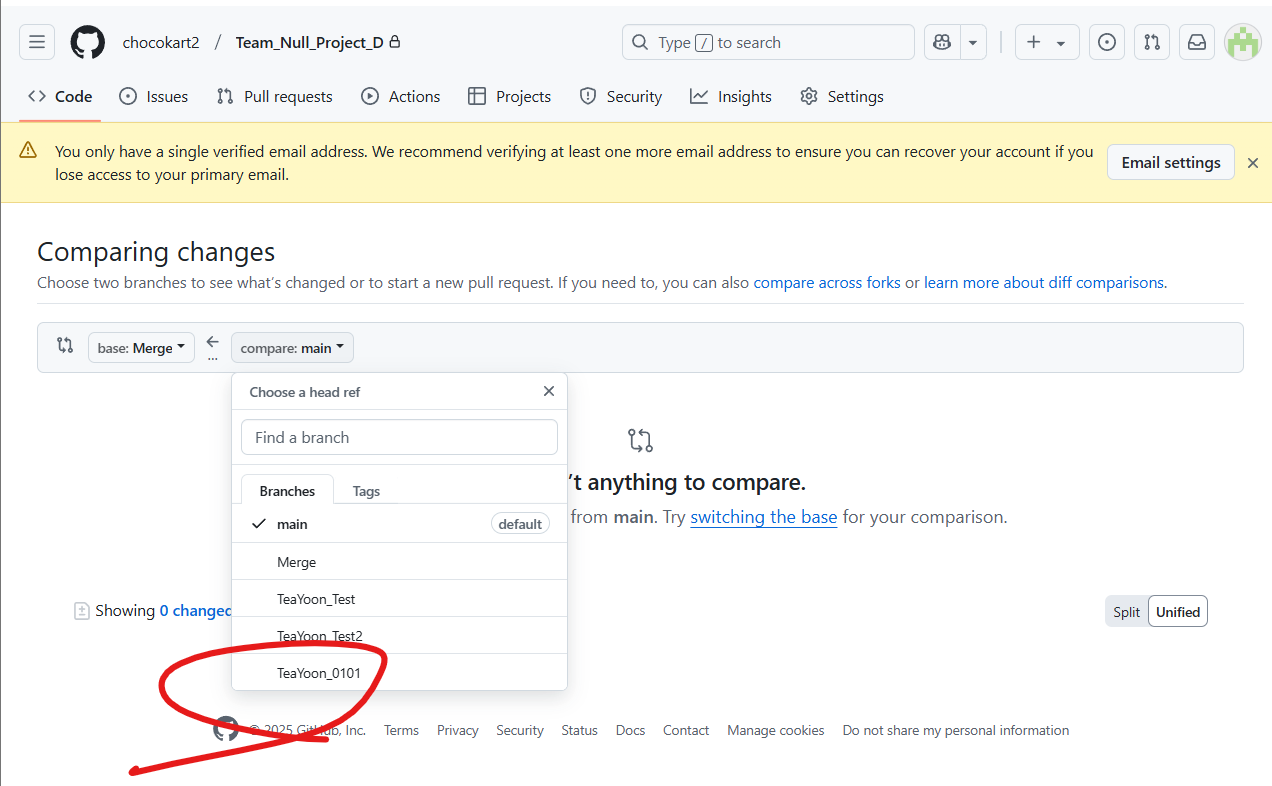 chocokart2 / Team_Null_Project_D
Type / to search
Code Issues Pull requests Actions Projects Security Insights Settings
You only have a single verified email address. We recommend verifying at least one more email address to ensure you can recover your account if you
lose access to your primary email.
Email settings
Comparing changes
Choose two branches to see what's changed or to start a new pull request. If you need to, you can also compare across forks or learn more about diff comparisons.
base: Merge
...
compare: main
Choose a head ref
Find a branch
Branches Tags
main default
Merge
TeaYoon_Test
TeaYoon_Test2
TeaYoon_0101
't anything to compare.
from main. Try switching the base for your comparison.
Showing 0 changed
Split Unified
© 2025 GitHub, Inc. Terms Privacy Security Status Docs Contact Manage cookies Do not share my personal information